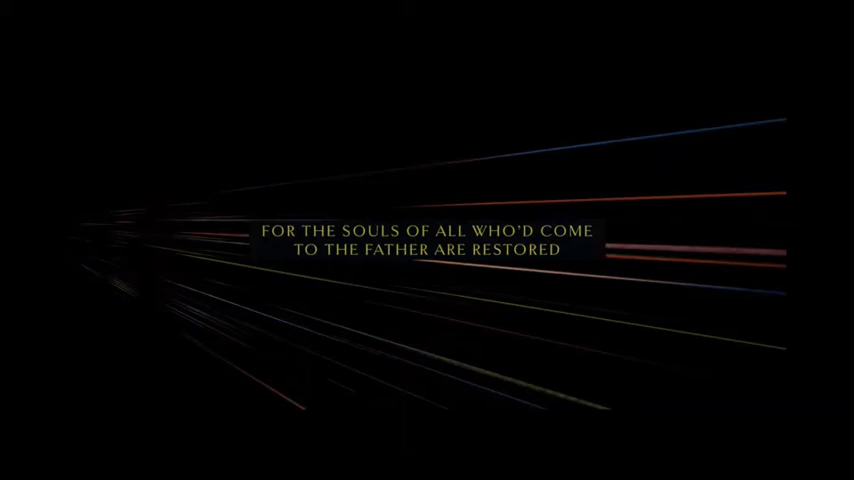 FOR THE SOULS OF ALL WHO'D COME
TO THE FATHER ARE RESTORED